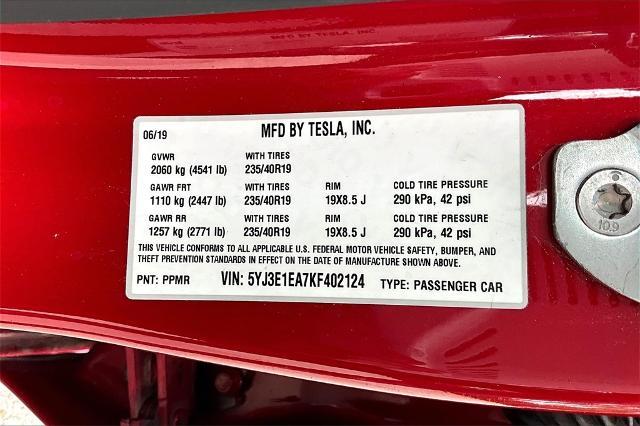 06/19 MFD BY TESLA, INC.
GVWR WITH TIRES
2060 kg (4541 lb) 235/40R19
GAWR FRT WITH TIRES RIM COLD TIRE PRESSURE
1110 kg (2447 lb) 235/40R19 19X8.5 J 290 kPa, 42 psi
GAWR RR WITH TIRES RIM COLD TIRE PRESSURE
1257 kg (2771 lb) 235/40R19 19X8.5 J 290 kPa, 42 psi
THIS VEHICLE CONFORMS TO ALL APPLICABLE U.S. FEDERAL MOTOR VEHICLE SAFETY, BUMPER, AND
THEFT PREVENTION STANDARDS IN EFFECT ON THE DATE OF MANUFACTURE SHOWN ABOVE.
PNT: PPMR VIN: 5YJ3E1EA7KF402124 TYPE: PASSENGER CAR
10.9